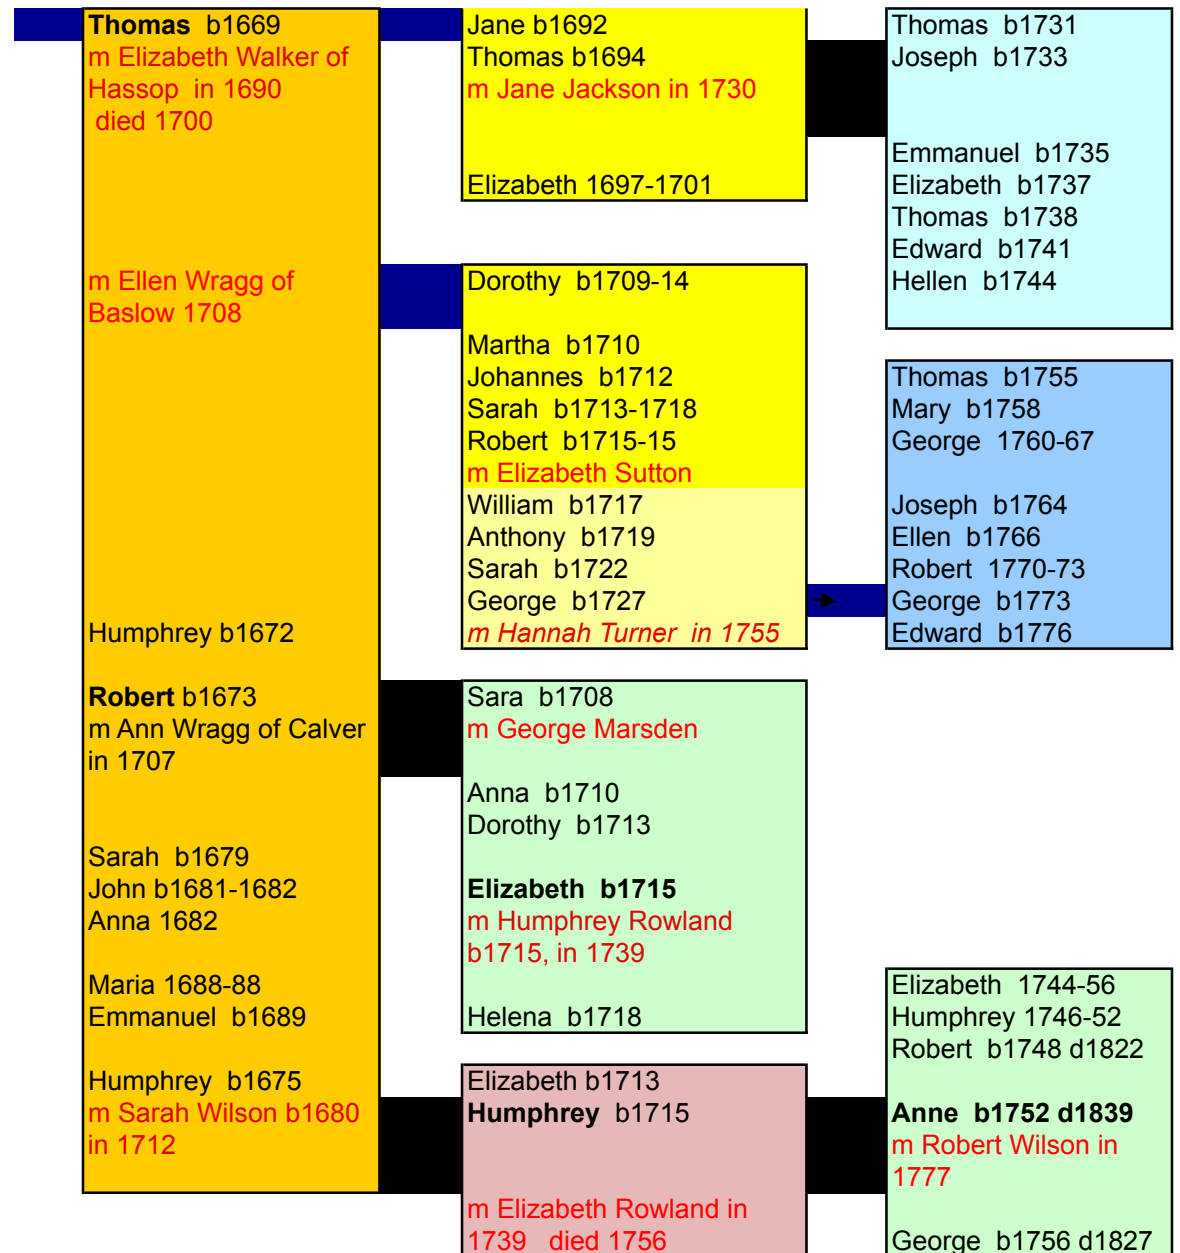 Thomas b1669
m Elizabeth Walker of
Hassop in 1690
died 1700
m Ellen Wragg of
Baslow 1708
Humphrey b1672
Robert b1673
m Ann Wragg of Calver
in 1707
Sarah b1679
John b1681-1682
Anna 1682
Maria 1688-88
Emmanuel b1689
Humphrey b1675
m Sarah Wilson b1680
in 1712
Jane b1692
Thomas b1694
m Jane Jackson in 1730
Elizabeth 1697-1701
Dorothy b1709-14
Martha b1710
Johannes b1712
Sarah b1713-1718
Robert b1715-15
m Elizabeth Sutton
William b1717
Anthony b1719
Sarah b1722
George b1727
m Hannah Turner in 1755
Sara b1708
m George Marsden
Anna b1710
Dorothy b1713
Elizabeth b1715
m Humphrey Rowland
b1715, in 1739
Helena b1718
Elizabeth b1713
Humphrey b1715
m Elizabeth Rowland in
1739 died 1756
Thomas b1731
Joseph b1733
Emmanuel b1735
Elizabeth b1737
Thomas b1738
Edward b1741
Hellen b1744
Thomas b1755
Mary b1758
George 1760-67
Joseph b1764
Ellen b1766
Robert 1770-73
George b1773
Edward b1776
Elizabeth 1744-56
Humphrey 1746-52
Robert b1748 d1822
Anne b1752 d1839
m Robert Wilson in
1777
George b1756 d1827